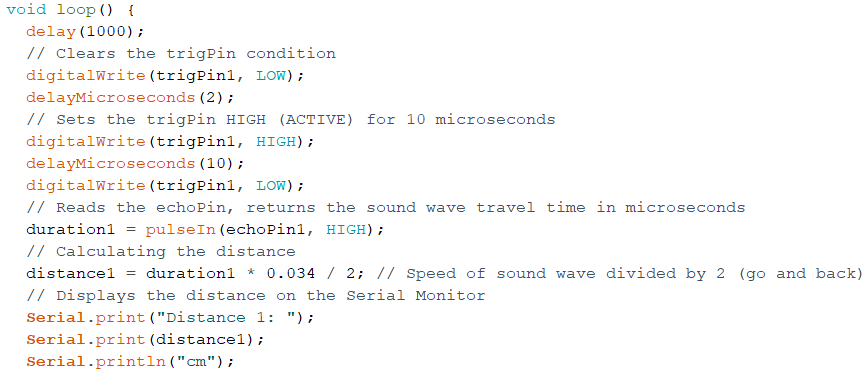 void loop() {
  delay(1000);
  // Clears the trigPin condition
  digitalWrite(trigPin1, LOW);
  delayMicroseconds(2);
  // Sets the trigPin HIGH (ACTIVE) for 10 microseconds
  digitalWrite(trigPin1, HIGH);
  delayMicroseconds(10);
  digitalWrite(trigPin1, LOW);
  // Reads the echoPin, returns the sound wave travel time in microseconds
  duration1 = pulseIn(echoPin1, HIGH);
  // Calculating the distance
  distance1 = duration1 * 0.034 / 2; // Speed of sound wave divided by 2 (go and back)
  // Displays the distance on the Serial Monitor
  Serial.print("Distance 1: ");
  Serial.print(distance1);
  Serial.println("cm");